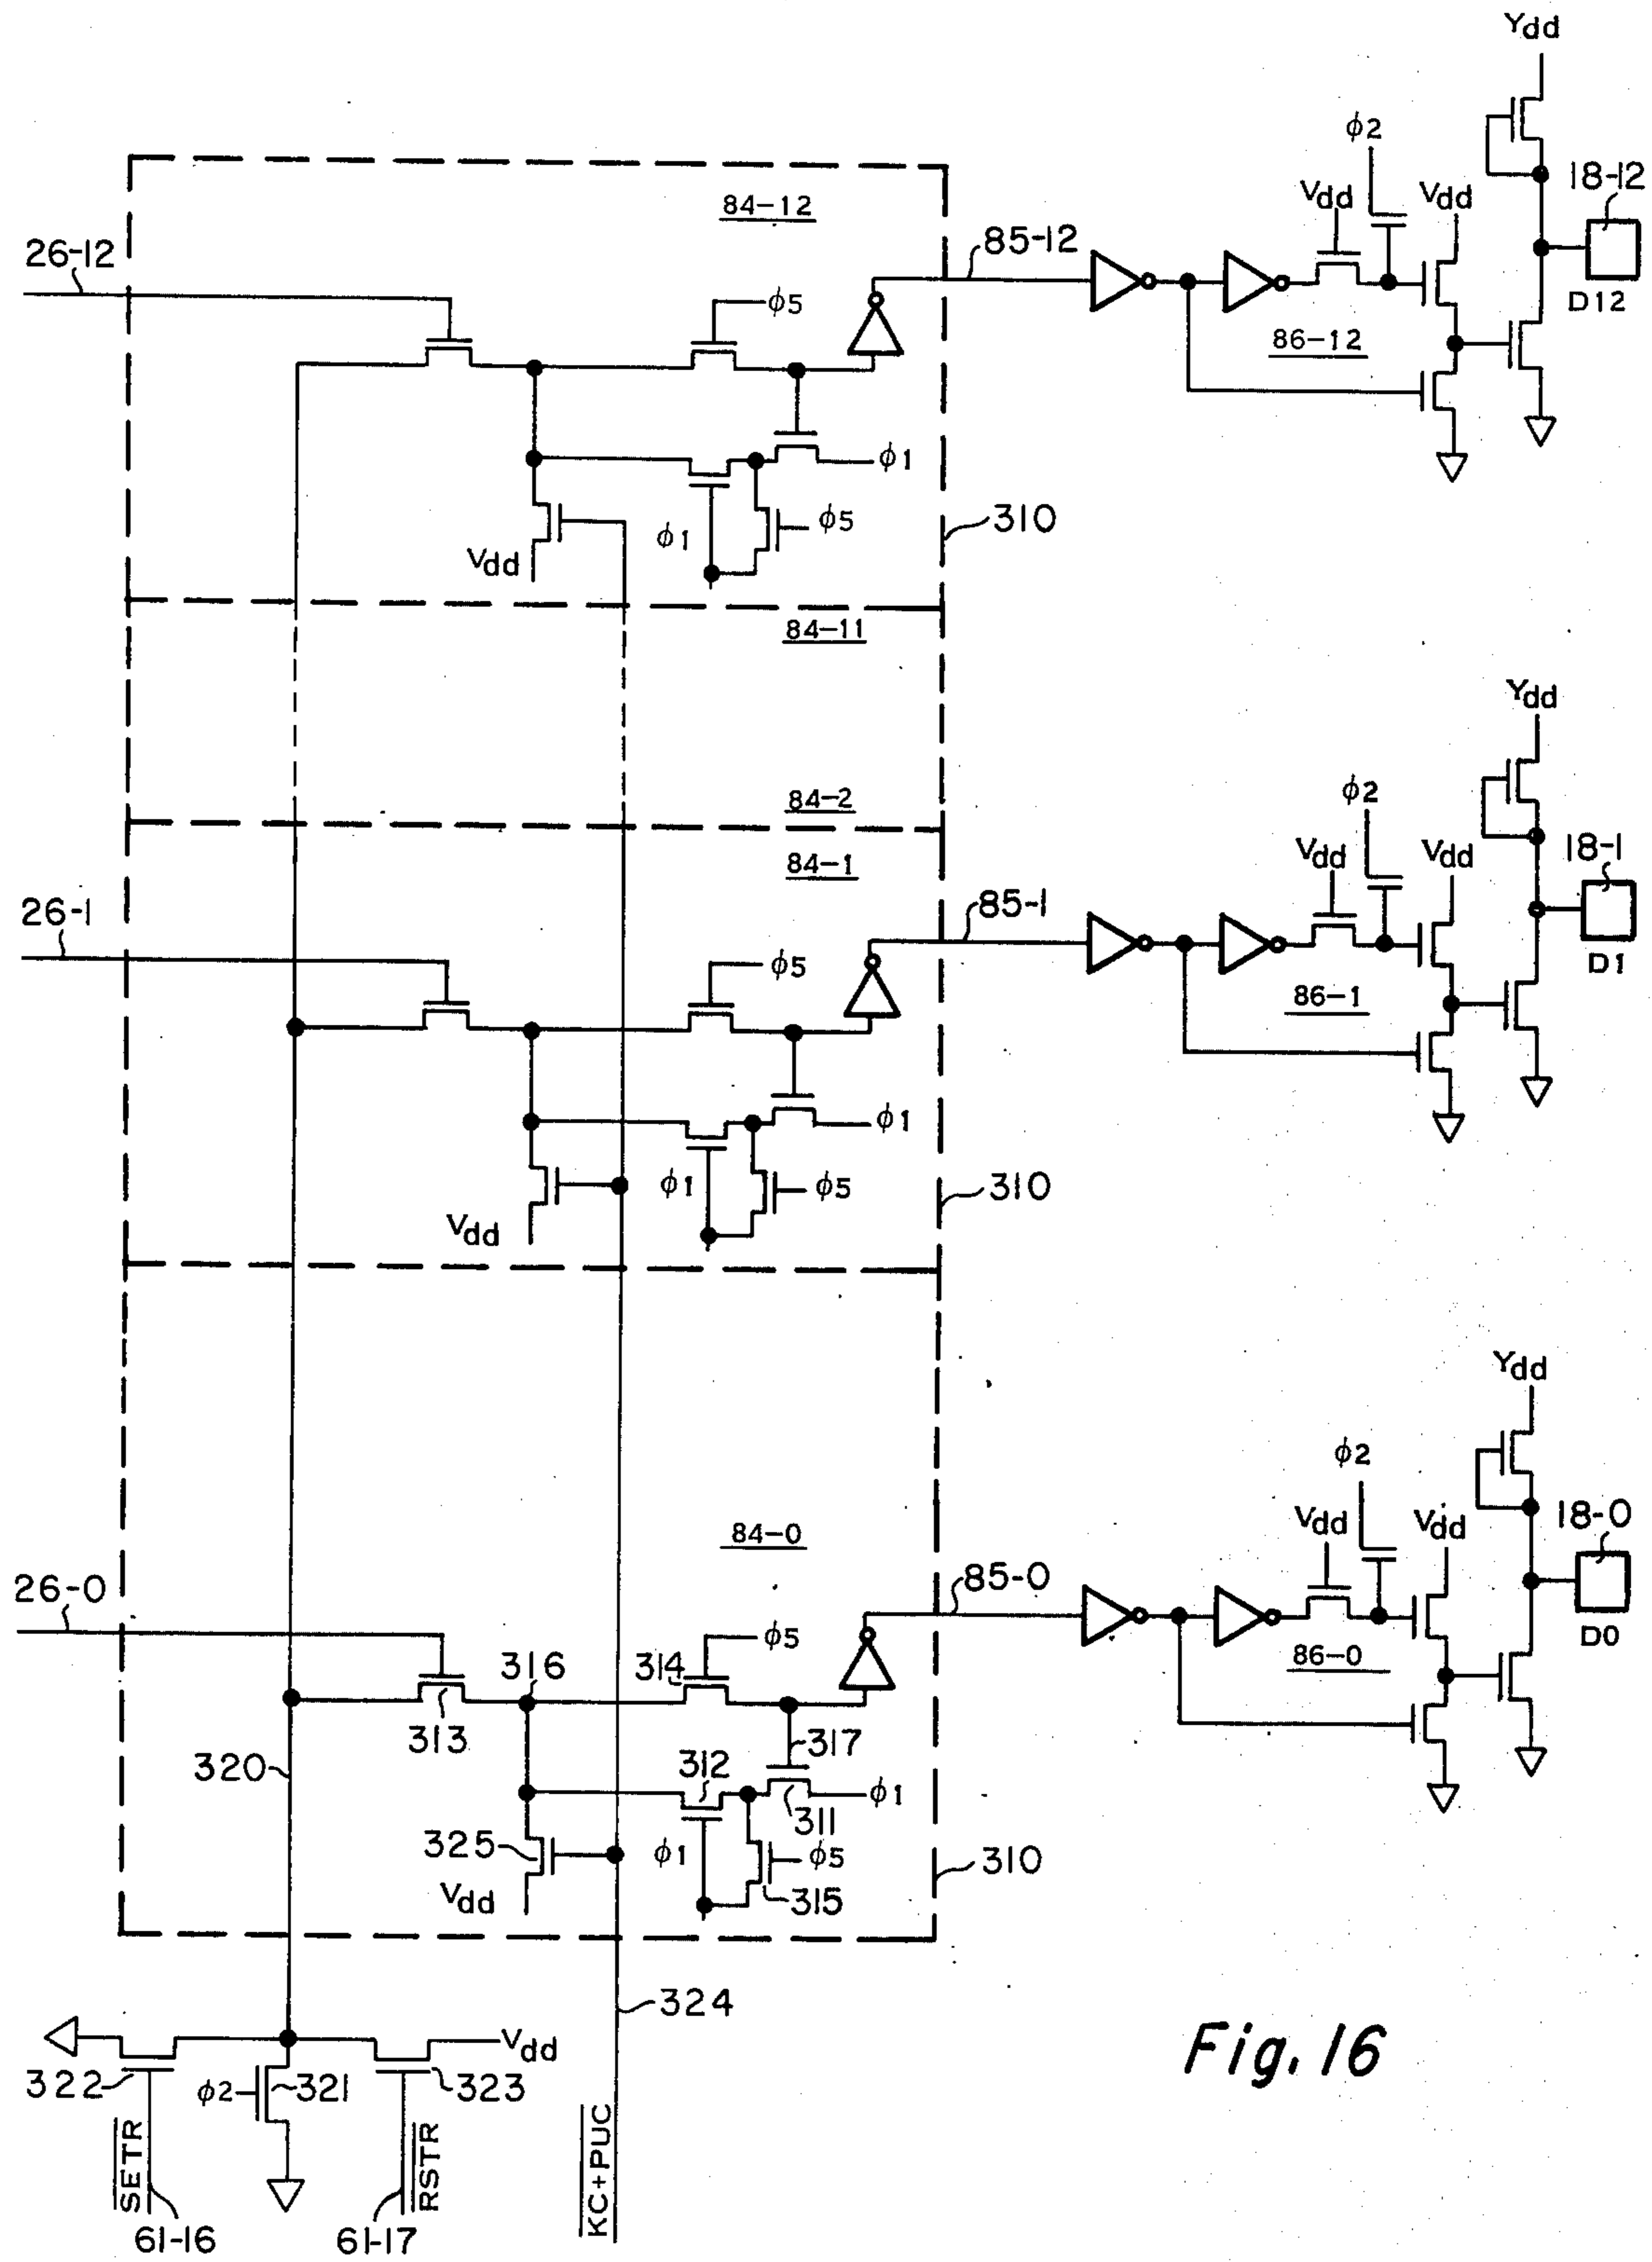 Ydd
φ2
18-12
Vdd
Vdd
84-12
26-12
85-12
φ5
D12
86-12
φ1
φ1
φ5
310
Vdd
84-11
Ydd
84-2
φ2
84-1
Vdd
Vdd
18-1
26-1
85-1
φ5
D1
86-1
φ1
φ1
φ5
310
Vdd
Ydd
φ2
84-0
Vdd
Vdd
18-0
26-0
85-0
φ5
D0
316
314
86-0
313
317
320
312
φ1
311
325
φ1
φ5
310
Vdd
315
324
Vdd
322
φ2
321
323
Fig. 16
SETR
RSTR
KC+PUC
61-16
61-17